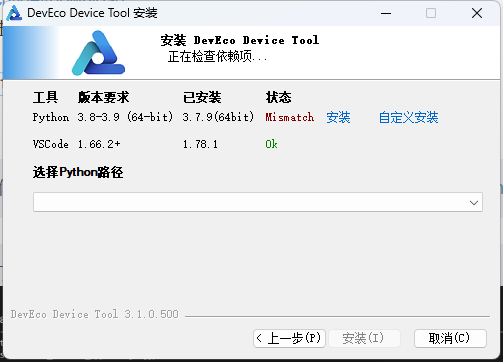 DevEco Device Tool 安装
安装 DevEco Device Tool
正在检查依赖项...
工具 版本要求 已安装 状态
Python 3.8-3.9 (64-bit) 3.7.9(64bit) Mismatch 安装 自定义安装
VSCode 1.66.2+ 1.78.1 Ok
选择Python路径
DevEco Device Tool 3.1.0.500
< 上一步(P) 安装(I) 取消(C)